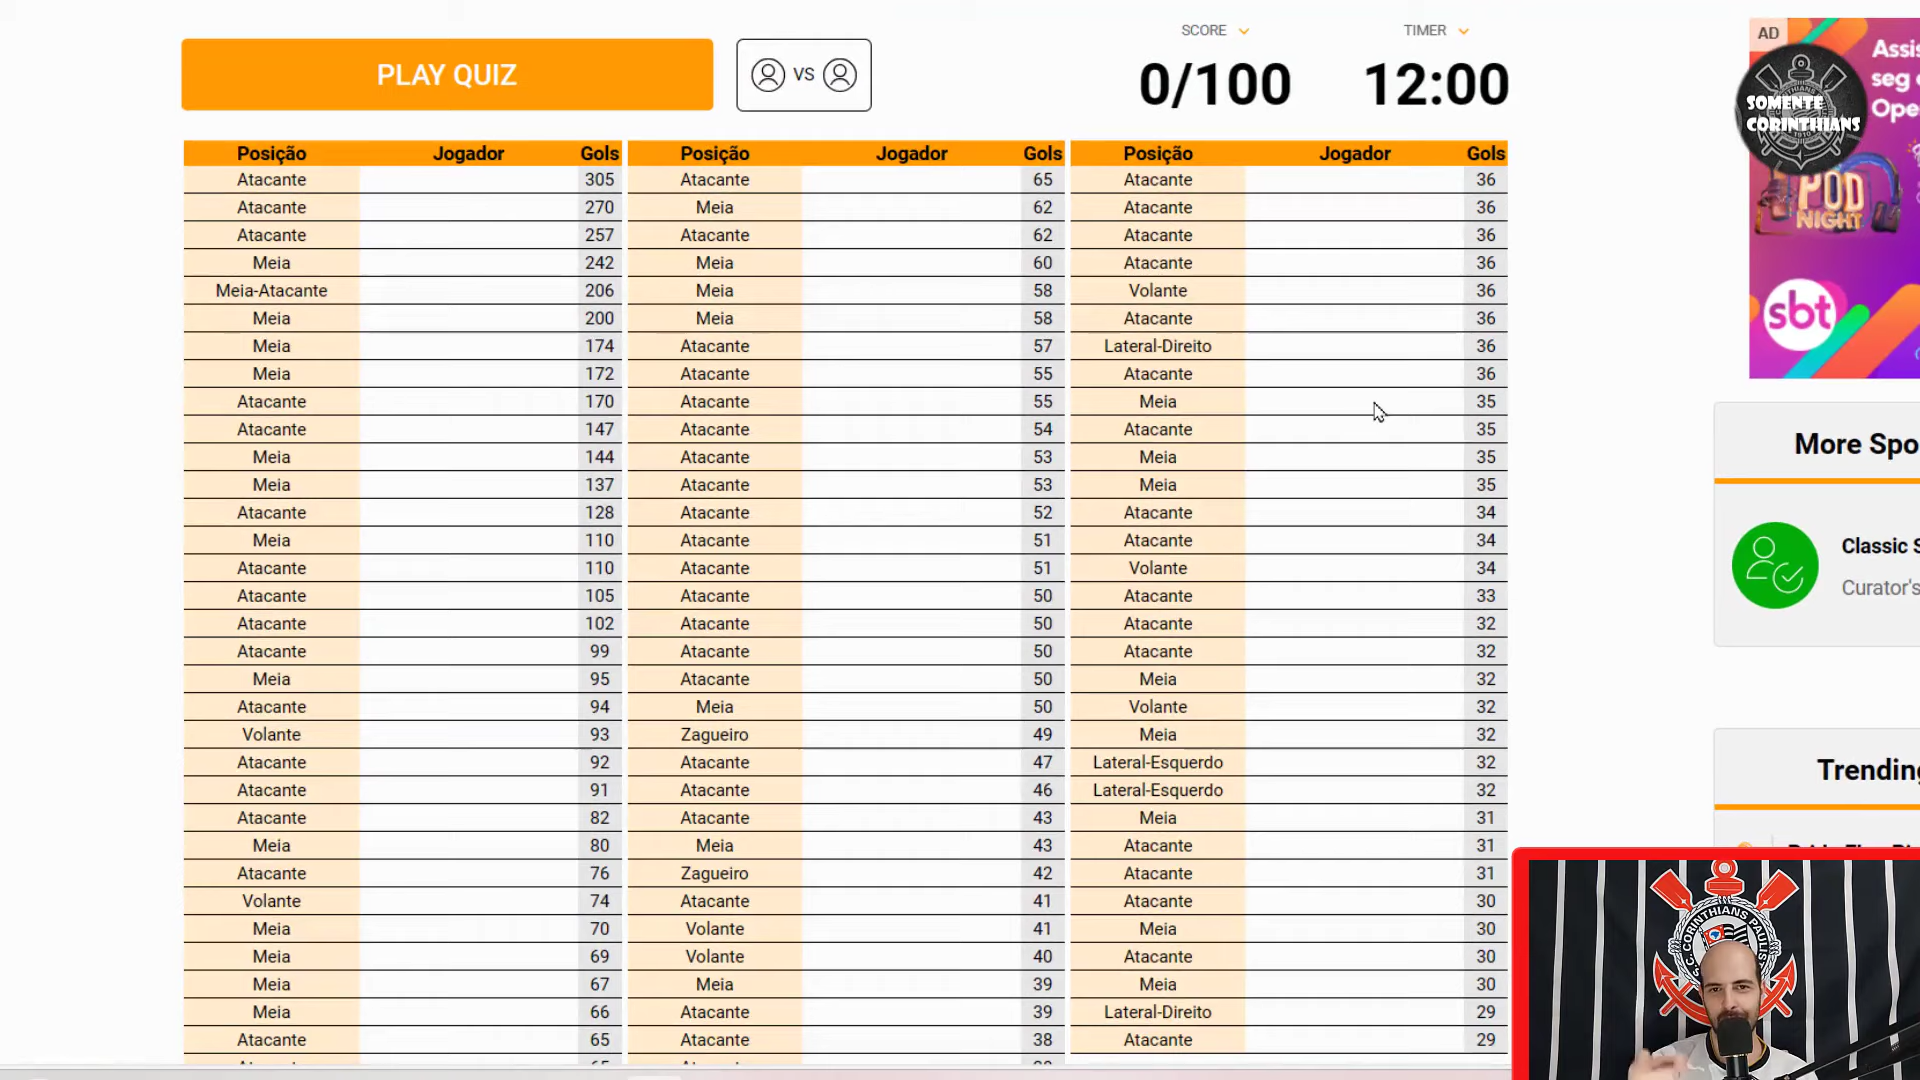 PLAY QUIZ
VS
SCORE
0/100
TIMER
12:00
Posição Jogador Gols
Atacante 305
Atacante 270
Atacante 257
Meia 242
Meia-Atacante 206
Meia 200
Meia 174
Meia 172
Atacante 170
Atacante 147
Meia 144
Meia 137
Atacante 128
Meia 110
Atacante 110
Atacante 105
Atacante 102
Atacante 99
Meia 95
Atacante 94
Volante 93
Atacante 92
Atacante 91
Atacante 82
Meia 80
Atacante 76
Volante 74
Meia 70
Meia 69
Meia 67
Meia 66
Atacante 65
Posição Jogador Gols
Atacante 65
Meia 62
Atacante 62
Meia 60
Meia 58
Meia 58
Atacante 57
Atacante 55
Atacante 55
Atacante 54
Atacante 53
Atacante 53
Atacante 52
Atacante 51
Atacante 51
Atacante 50
Atacante 50
Atacante 50
Atacante 50
Meia 50
Zagueiro 49
Atacante 47
Atacante 46
Atacante 43
Meia 43
Zagueiro 42
Atacante 41
Volante 41
Volante 40
Meia 39
Atacante 39
Atacante 38
Posição Jogador Gols
Atacante 36
Atacante 36
Atacante 36
Atacante 36
Volante 36
Atacante 36
Lateral-Direito 36
Atacante 36
Meia 35
Atacante 35
Meia 35
Meia 35
Atacante 34
Atacante 34
Volante 34
Atacante 33
Atacante 32
Atacante 32
Meia 32
Volante 32
Meia 32
Lateral-Esquerdo 32
Lateral-Esquerdo 32
Meia 31
Atacante 31
Atacante 31
Atacante 30
Meia 30
Atacante 30
Meia 30
Lateral-Direito 29
Atacante 29
AD
Assis
seg
Ope
SOMENTE
CORINTHIANS
1910
POD
NIGHT
sbt
More Spo
Classic S
Curator's
Trending
CORINTHIANS PAULIST